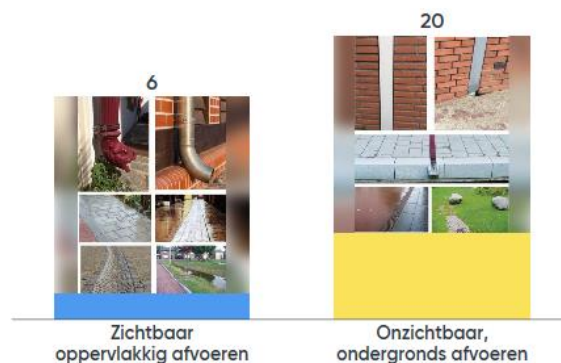 6
20
Zichtbaar
oppervlakkig afvoeren
Onzichtbaar,
ondergronds afvoeren